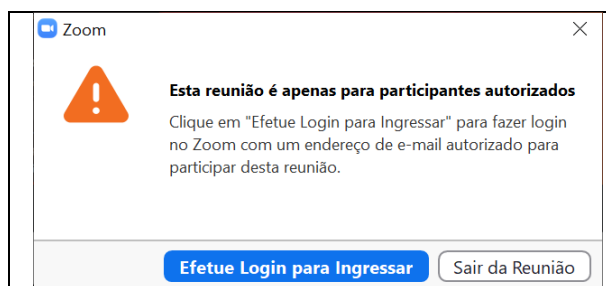 Zoom
Esta reunião é apenas para participantes autorizados
Clique em "Efetue Login para Ingressar" para fazer login
no Zoom com um endereço de e-mail autorizado para
participar desta reunião.
Efetue Login para Ingressar Sair da Reunião